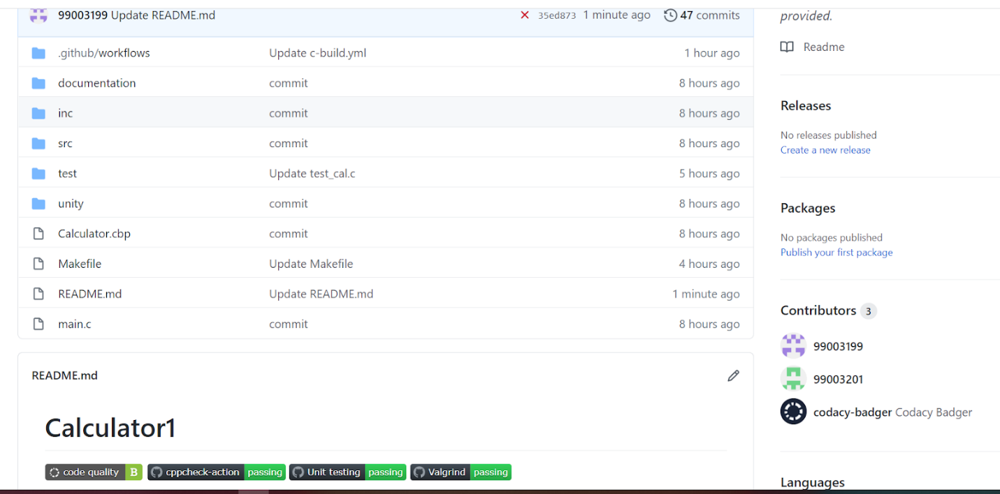 99003199 Update README.md 35ed873 1 minute ago 47 commits
.github/workflows Update c-build.yml 1 hour ago
documentation commit 8 hours ago
inc commit 8 hours ago
src commit 8 hours ago
test Update test_cal.c 5 hours ago
unity commit 8 hours ago
Calculator.cbp commit 8 hours ago
Makefile Update Makefile 4 hours ago
README.md Update README.md 1 minute ago
main.c commit 8 hours ago
README.md
Calculator1
code quality B cppcheck-action passing Unit testing passing Valgrind passing
provided.
Readme
Releases
No releases published
Create a new release
Packages
No packages published
Publish your first package
Contributors 3
99003199
99003201
codacy-badger Codacy Badger
Languages